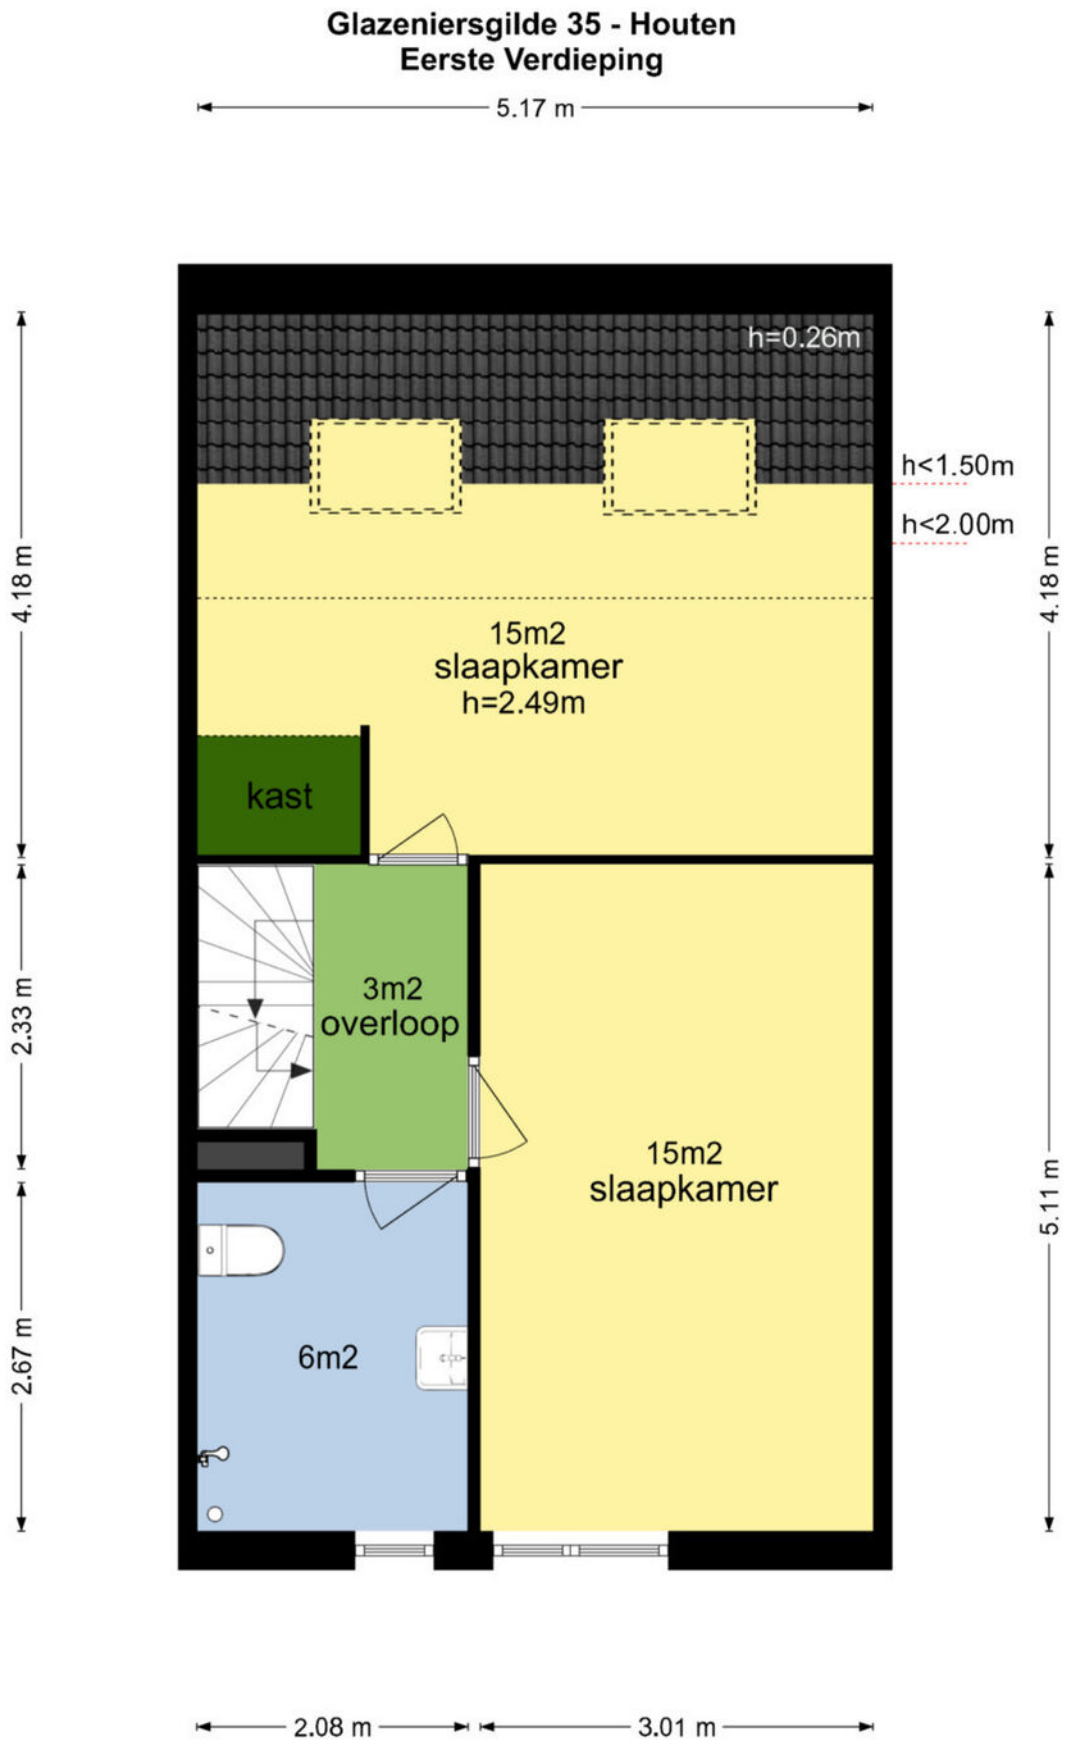 Glazeniersgilde 35 - Houten
Eerste Verdieping
5.17 m
h=0.26m
h<1.50m
h<2.00m
4.18 m
4.18 m
15m2
slaapkamer
h=2.49m
kast
2.33 m
3m2
overloop
15m2
slaapkamer
5.11 m
6m2
2.67 m
2.08 m
3.01 m